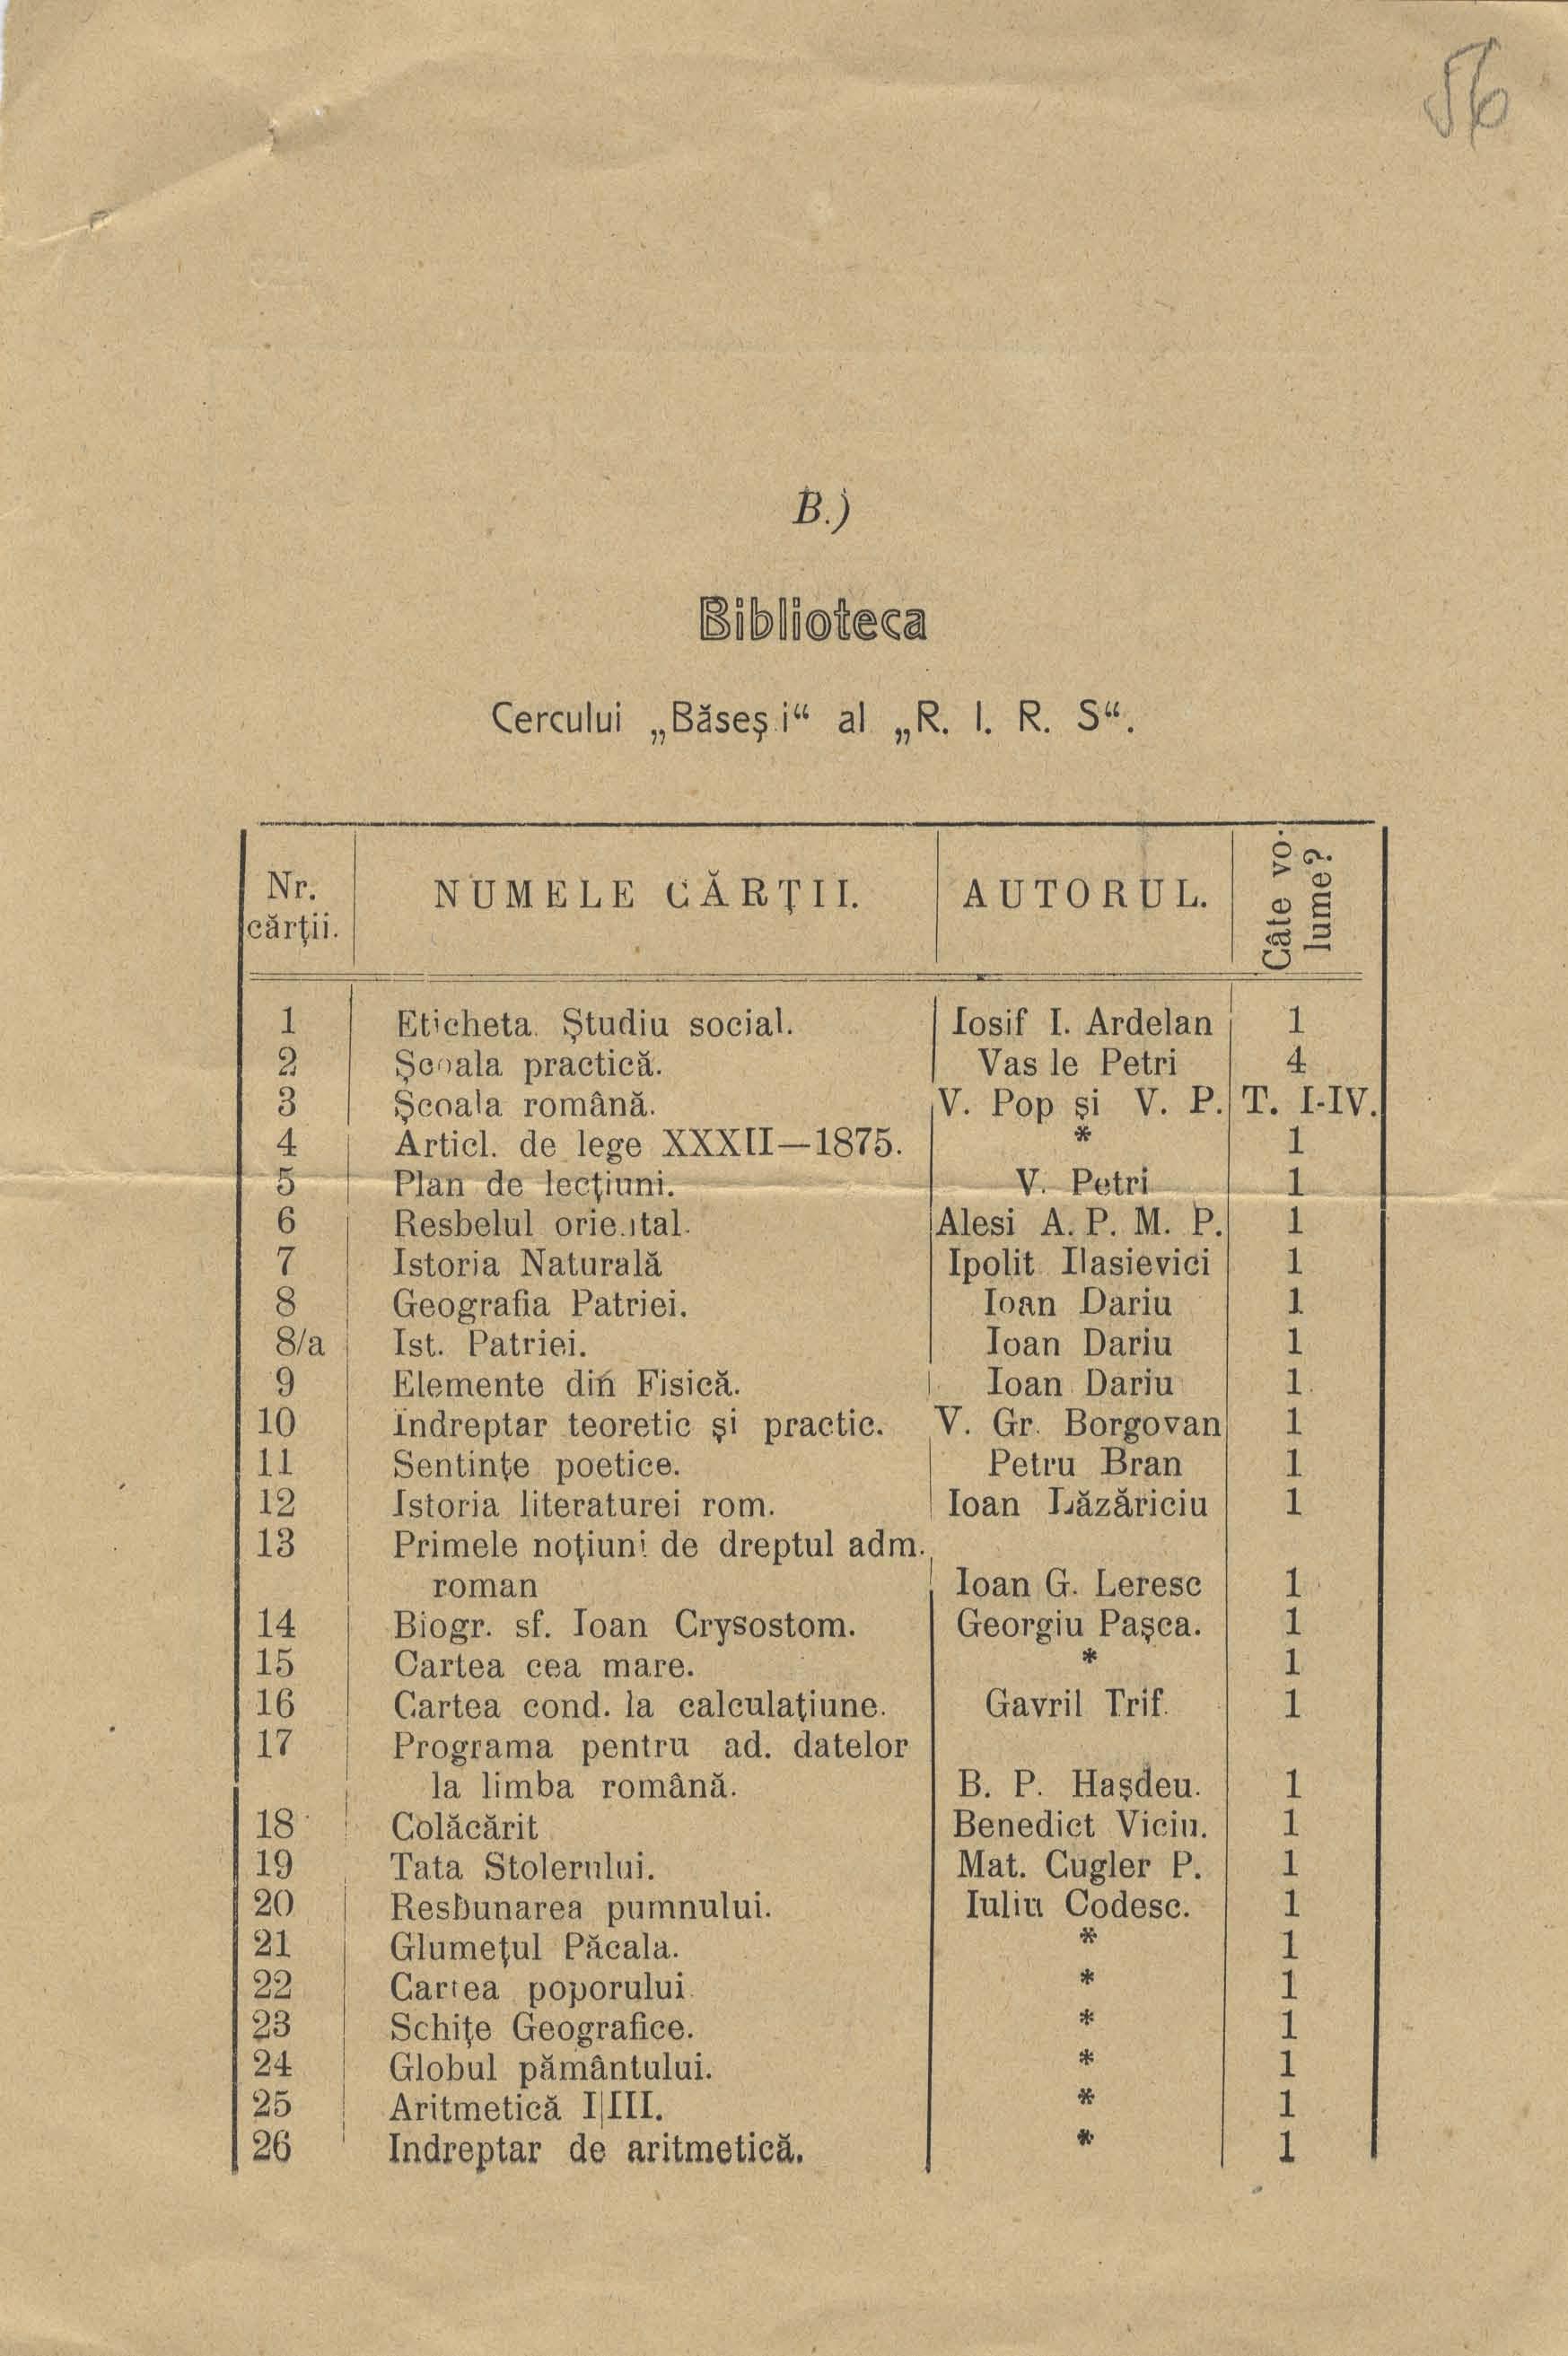 56
B.)
Biblioteca
Cercului „Băseşi“ al „R. I. R. S“.
Nr. cărţii. NUMELE CĂRŢII. AUTORUL. Câte vo-lume?
1 Eticheta. Ştudiu social. Iosif I. Ardelan 1
2 Şcoala practică. Vasile Petri 4
3 Şcoala română. V. Pop şi V. P. T. I-IV.
4 Articl. de lege XXXII—1875. * 1
5 Plan de lecţiuni. V. Petri 1
6 Resbelul oriental. Alesi A. P. M. P. 1
7 Istoria Naturală Ipolit Ilasievici 1
8 Geografia Patriei. Ioan Dariu 1
8/a Ist. Patriei. Ioan Dariu 1
9 Elemente din Fisică. Ioan Dariu 1
10 Indreptar teoretic şi practic. V. Gr. Borgovan 1
11 Sentinţe poetice. Petru Bran 1
12 Istoria literaturei rom. Ioan Lăzăriciu 1
13 Primele noţiuni de dreptul adm.
roman Ioan G. Leresc 1
14 Biogr. sf. Ioan Crysostom. Georgiu Paşca. 1
15 Cartea cea mare. * 1
16 Cartea cond. la calculaţiune. Gavril Trif. 1
17 Programa pentru ad. datelor
la limba română. B. P. Haşdeu. 1
18 Colăcărit Benedict Viciu. 1
19 Tata Stolerului. Mat. Cugler P. 1
20 Resbunarea pumnului. Iuliu Codesc. 1
21 Glumeţul Păcala. * 1
22 Cartea poporului. * 1
23 Schiţe Geografice. * 1
24 Globul pământului. * 1
25 Aritmetică I|III. * 1
26 Indreptar de aritmetică. * 1